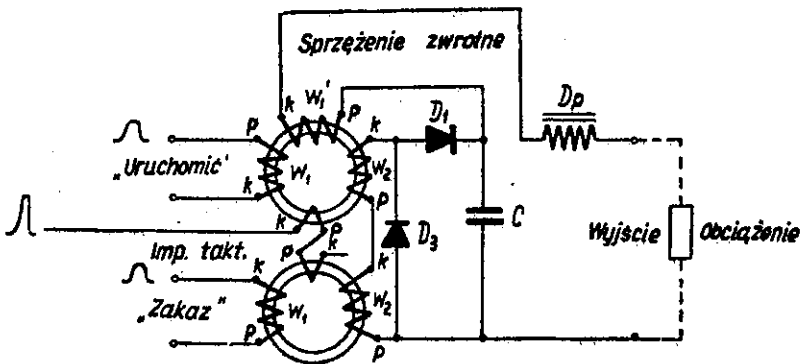 Sprzężenie zwrotne
k W₁' p
D₁
Dp
p
k
„Uruchomić"
k
W₁
W₂
p
k
p
D₃
C
Wyjście
Obciążenie
Imp. takt.
p
k
k
k
„Zakaz"
W₁
W₂
p
p